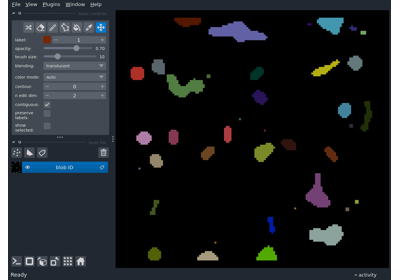 File View Plugins Window Help
label: 1
opacity: 0.70
brush size: 10
blending: translucent
color mode: auto
contour: 0
n edit dim: 2
contiguous:
preserve labels:
show selected:
blob ID
Ready
activity